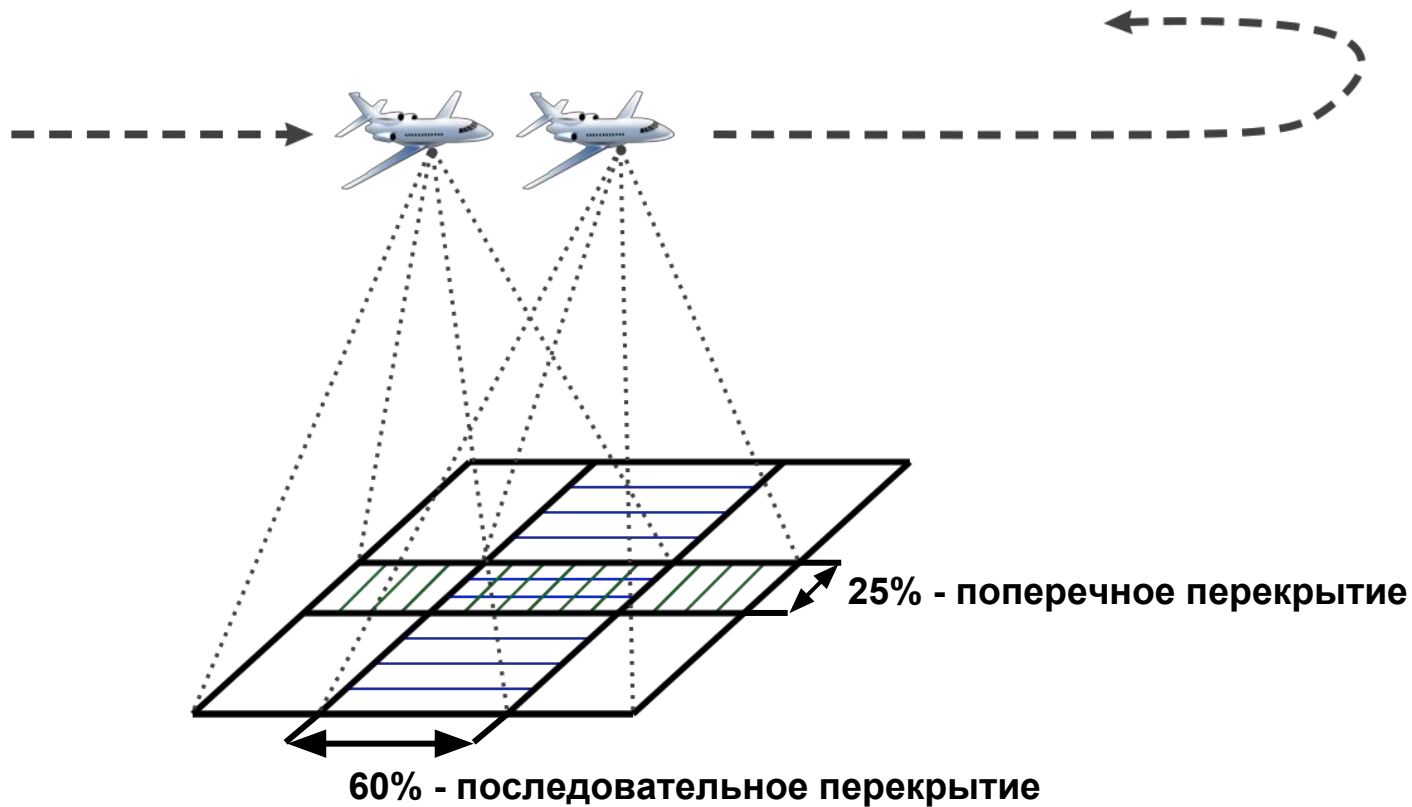 25% - поперечное перекрытие
60% - последовательное перекрытие